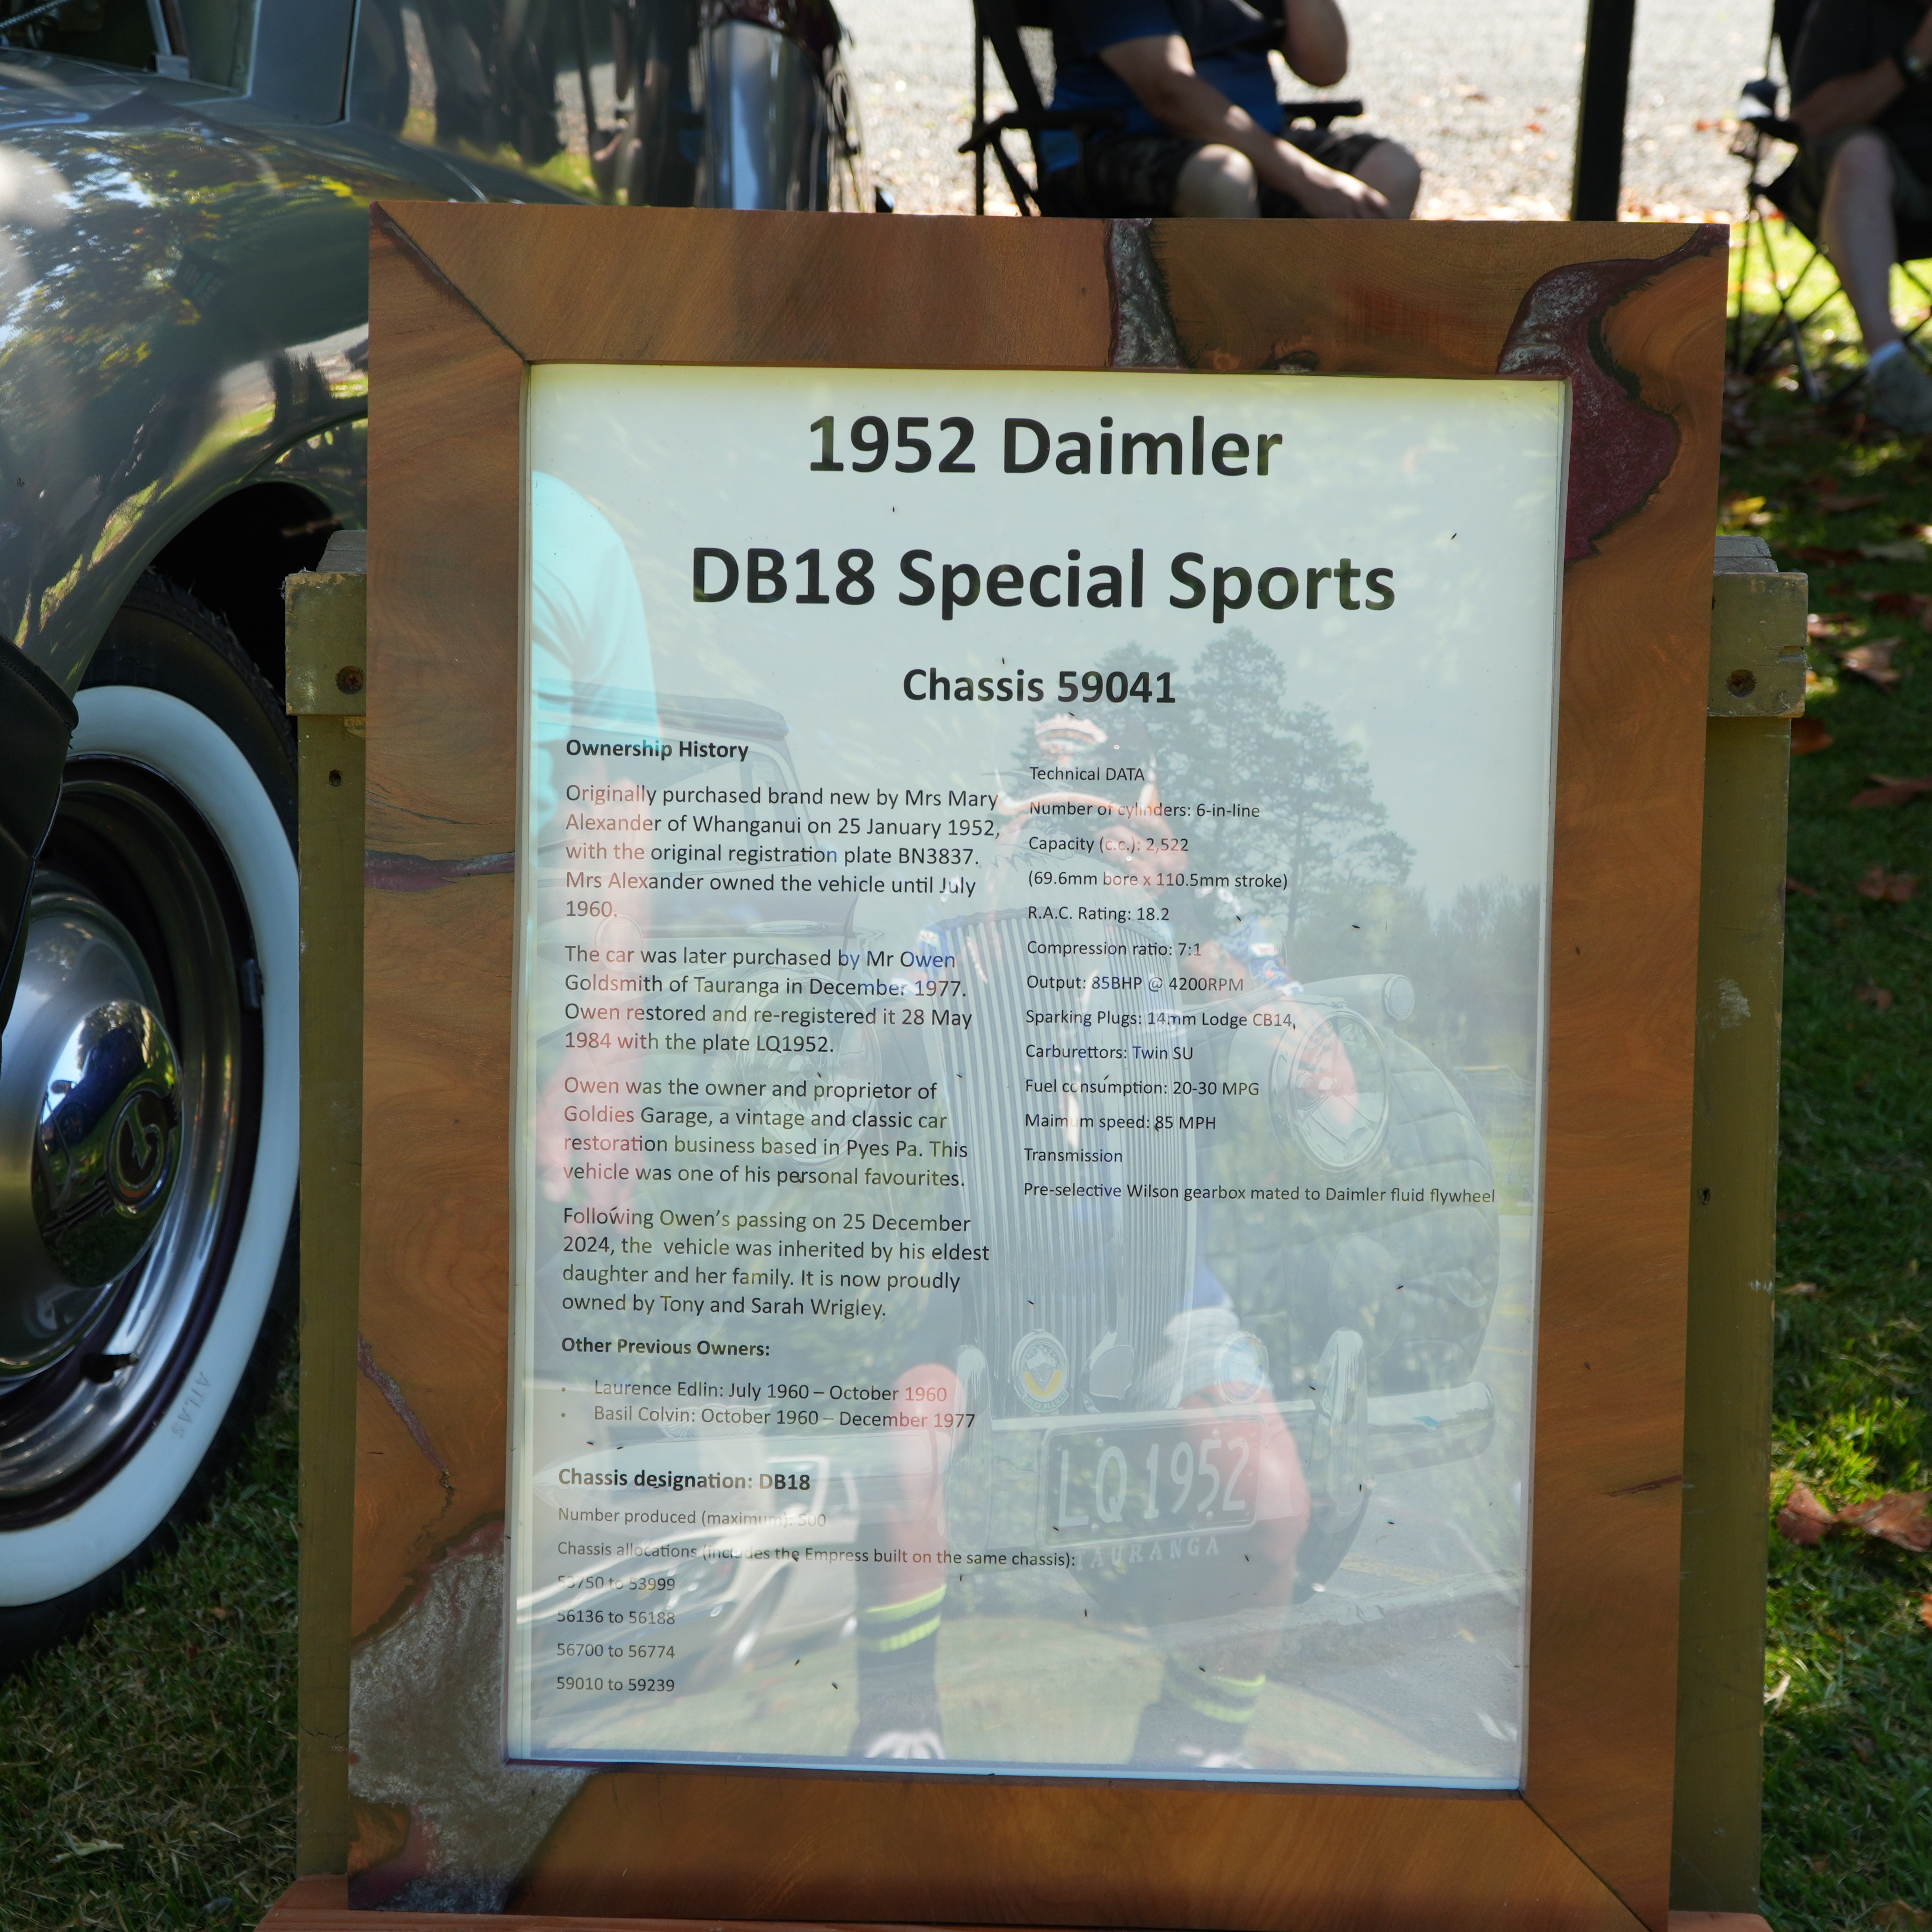 1952 Daimler
DB18 Special Sports
Chassis 59041
Ownership History
Originally purchased brand new by Mrs Mary
Alexander of Whanganui on 25 January 1952,
with the original registration plate BN3837.
Mrs Alexander owned the vehicle until July
1960.
The car was later purchased by Mr Owen
Goldsmith of Tauranga in December 1977.
Owen restored and re-registered it 28 May
1984 with the plate LQ1952.
Owen was the owner and proprietor of
Goldies Garage, a vintage and classic car
restoration business based in Pyes Pa. This
vehicle was one of his personal favourites.
Following Owen's passing on 25 December
2024, the vehicle was inherited by his eldest
daughter and her family. It is now proudly
owned by Tony and Sarah Wrigley.
Other Previous Owners:
• Laurence Edlin: July 1960 – October 1960
• Basil Colvin: October 1960 – December 1977
Technical DATA
Number of cylinders: 6-in-line
Capacity (c.c.): 2,522
(69.6mm bore x 110.5mm stroke)
R.A.C. Rating: 18.2
Compression ratio: 7:1
Output: 85BHP @ 4200RPM
Sparking Plugs: 14mm Lodge CB14,
Carburettors: Twin SU
Fuel consumption: 20-30 MPG
Maimum speed: 85 MPH
Transmission
Pre-selective Wilson gearbox mated to Daimler fluid flywheel
Chassis designation: DB18
Number produced (maximum): 500
Chassis allocations (includes the Empress built on the same chassis):
53750 to 53999
56136 to 56188
56700 to 56774
59010 to 59239
LQ1952
TAURANGA
ATLAS